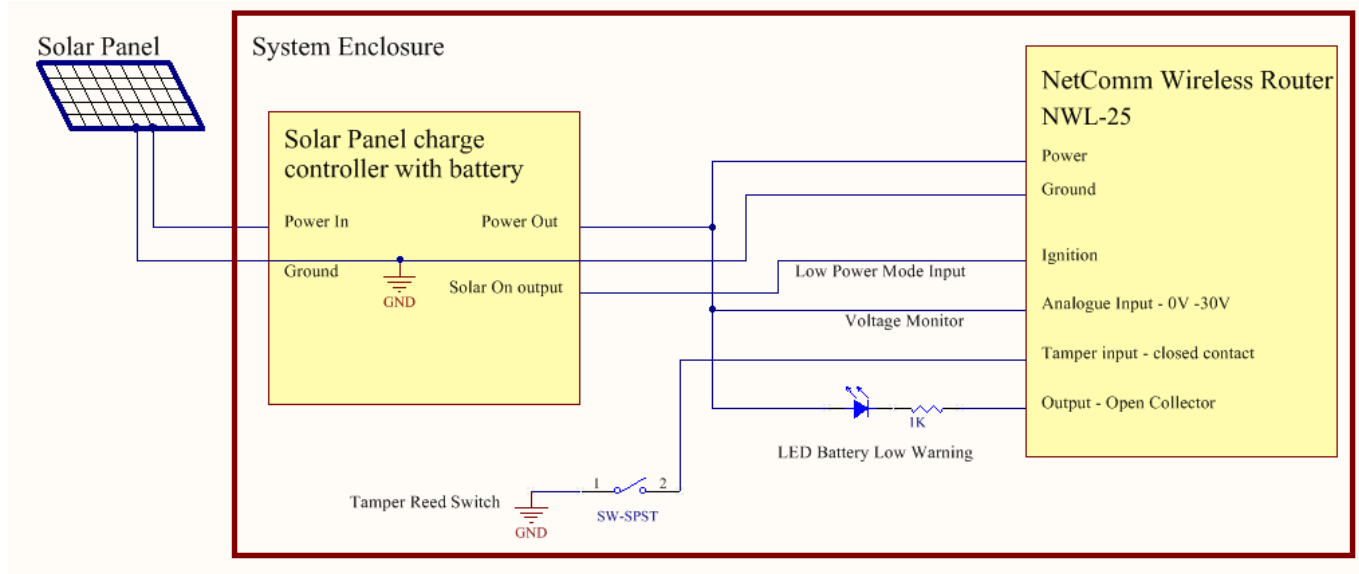 Solar Panel
System Enclosure
NetComm Wireless Router
NWL-25
Solar Panel charge
controller with battery
Power
Ground
Power In
Power Out
Ignition
Ground
Low Power Mode Input
Solar On output
GND
Analogue Input - 0V -30V
Voltage Monitor
Tamper input - closed contact
Output - Open Collector
1K
LED Battery Low Warning
1
2
Tamper Reed Switch
SW-SPST
GND